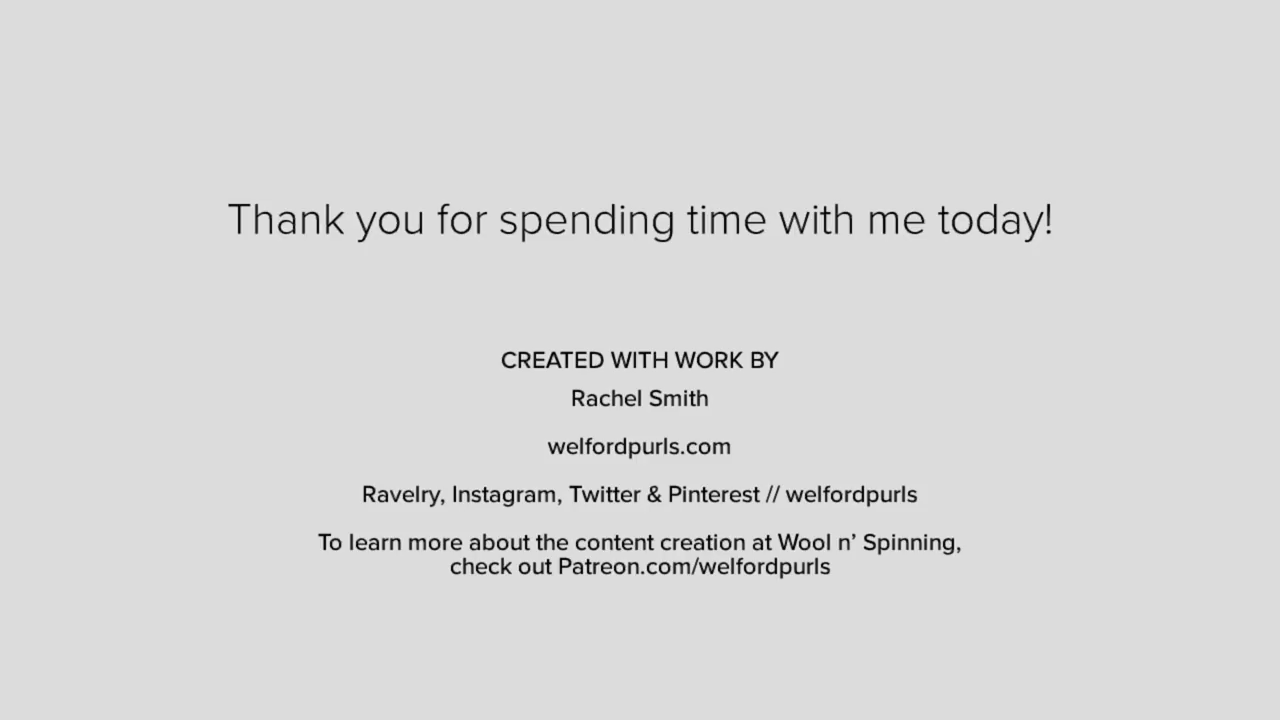 Thank you for spending time with me today!
CREATED WITH WORK BY
Rachel Smith
welfordpurls.com
Ravelry, Instagram, Twitter & Pinterest // welfordpurls
To learn more about the content creation at Wool n’ Spinning,
check out Patreon.com/welfordpurls